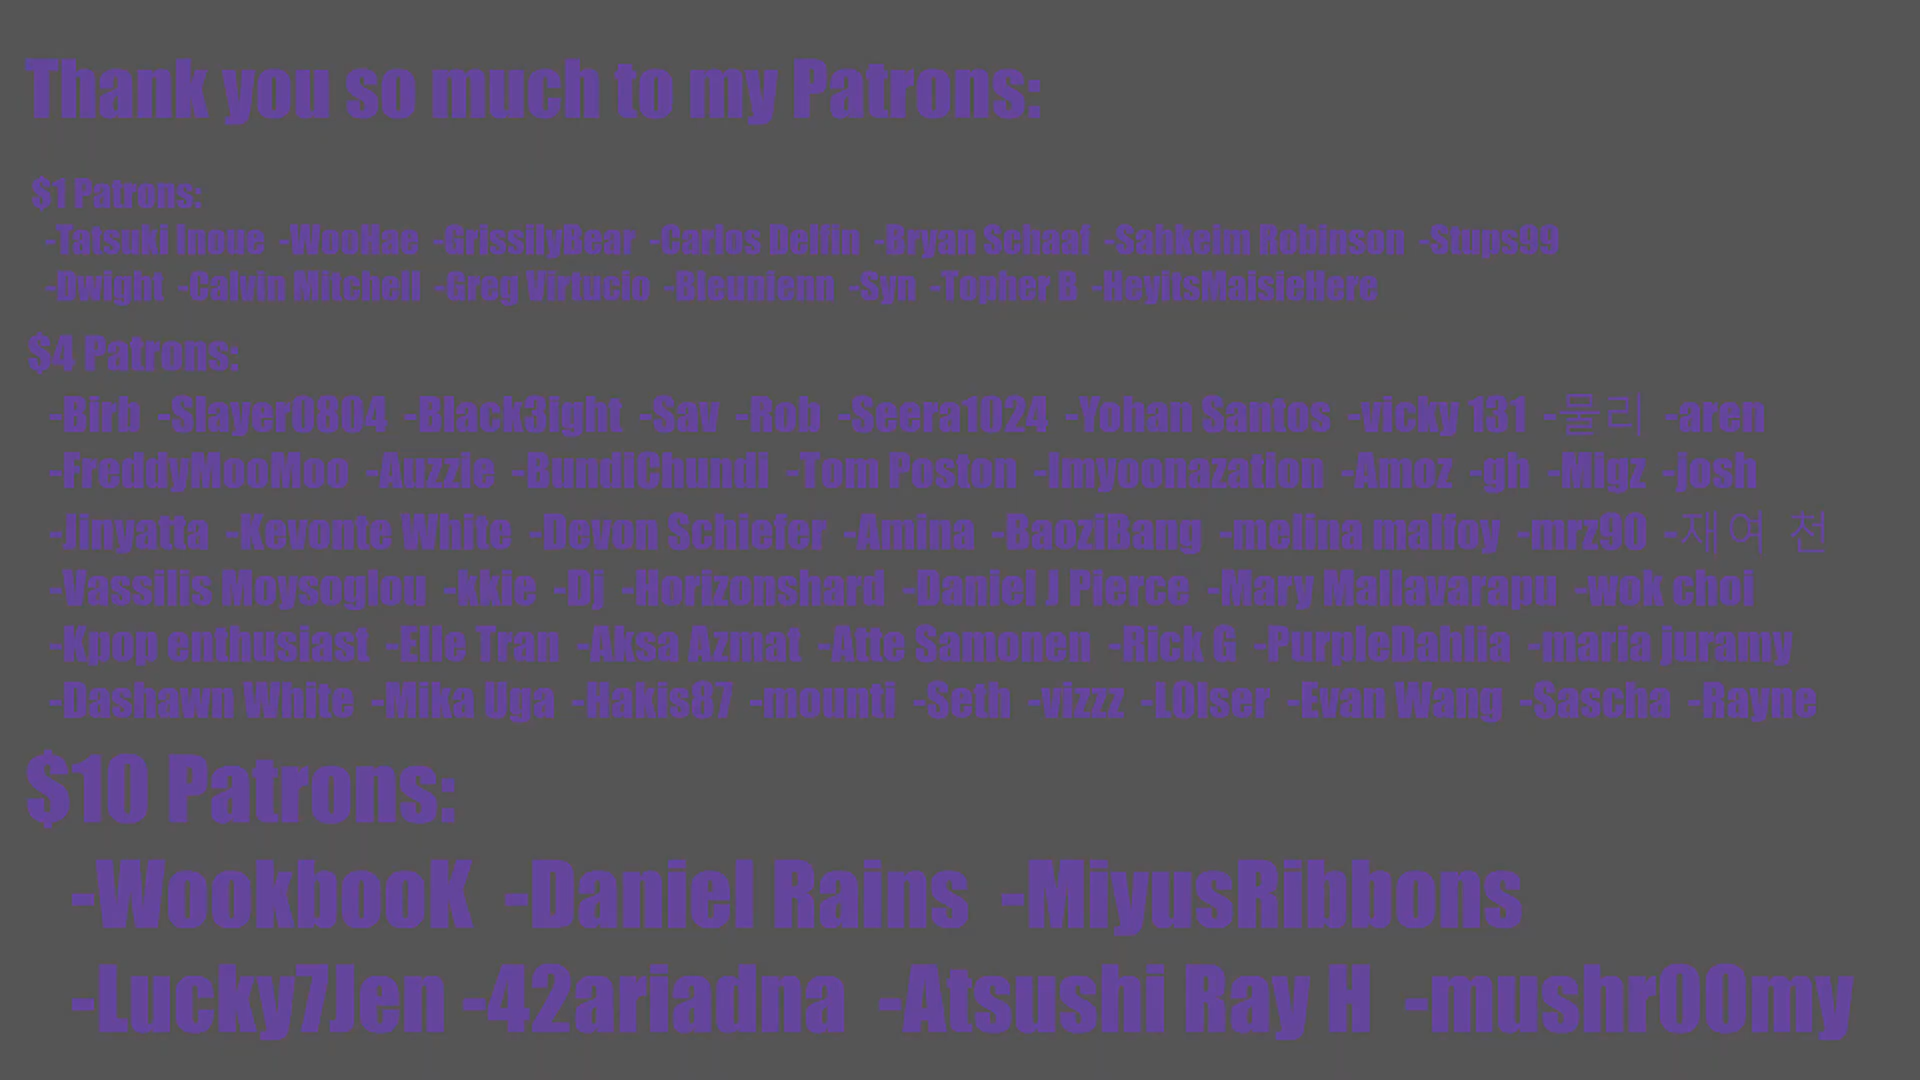 Thank you so much to my Patrons:
$1 Patrons:
-Tatsuki Inoue -WooHae -GrissllyBear -Carlos Delfin -Bryan Schaaf -Sahkeim Robinson -Stups99
-Dwight -Calvin Mitchell -Greg Virtucio -Bleunienn -Syn -Topher B -HeyiIsMaisieHere
$4 Patrons:
-Birb -Slayer0804 -Black3ight -Sav -Rob -Seera1024 -Yohan Santos -vicky 131 -물리 -aren
-FreddyMooMoo -Auzzie -BundiChundi -Tom Poston -Imyoonazation -Amoz -gh -Migz -josh
-Jinyatta -Kevonte White -Devon Schiefer -Amina -BaoziBang -melina malfoy -mrz90 -재여 천
-Vassilis Moysoglou -kkie -Dj -Horizonshard -Daniel J Pierce -Mary Mallavarapu -wok choi
-Kpop enthusiast -Elie Tran -Aksa Azmat -Atte Samonen -Rick G -PurpleDahlia -maria juramy
-Dashawn White -Mika Uga -Hakis87 -mounti -Seth -vizzz -L0lser -Evan Wang -Sascha -Rayne
$10 Patrons:
-WookbooK -Daniel Rains -MiyusRibbons
-Lucky7Jen -42ariadna -Atsushi Ray H -mushr00my